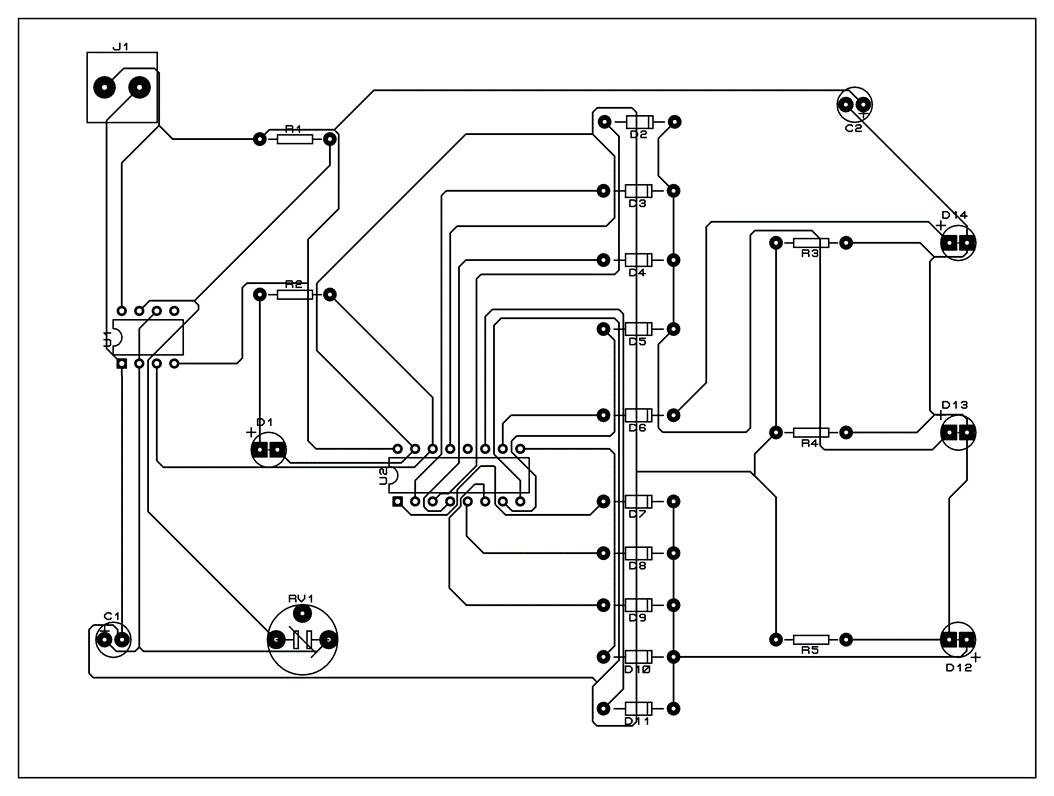 J1
R1
D2
+
C2
D3
+
D14
R3
D4
R2
U1
D5
+
D1
D6
+
D13
R4
U2
D7
D8
RV1
D9
C1
+
R5
D10
+
D12
D11